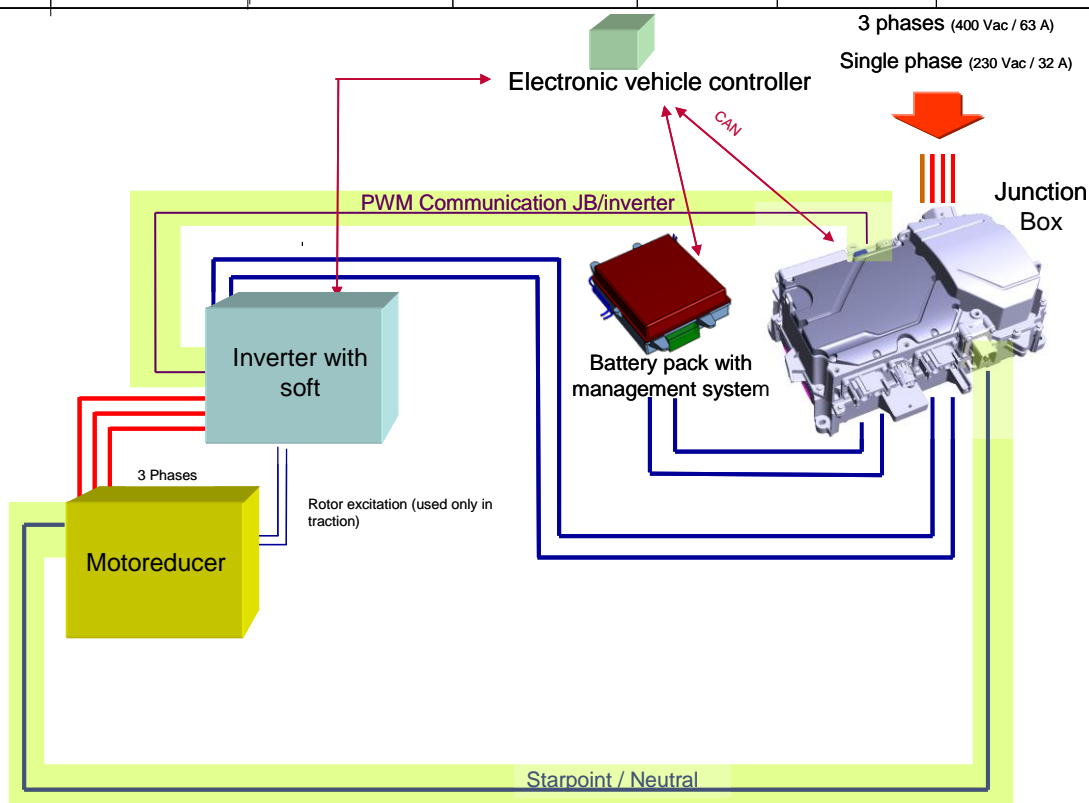 3 phases (400 Vac / 63 A)
Single phase (230 Vac / 32 A)
Electronic vehicle controller
CAN
Junction
Box
PWM Communication JB/inverter
Inverter with
soft
Battery pack with
management system
3 Phases
Rotor excitation (used only in
traction)
Motoreducer
Starpoint / Neutral